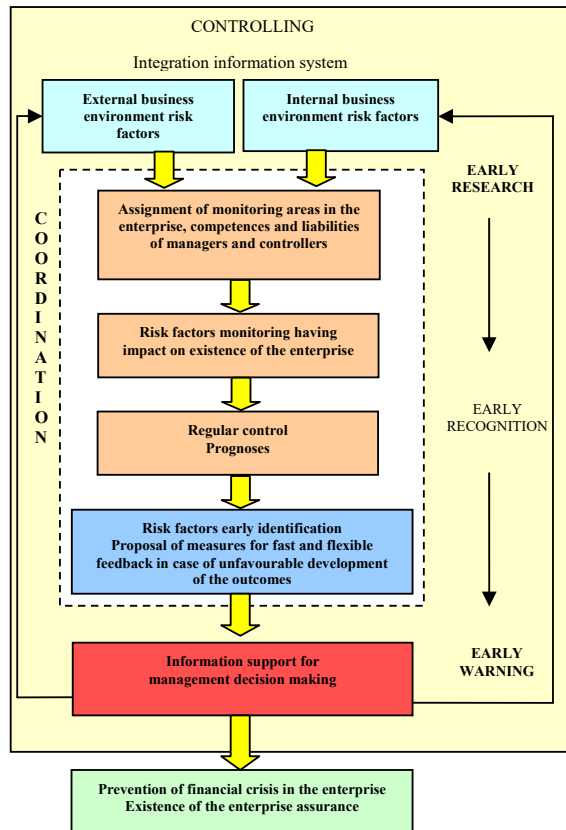 CONTROLLING
Integration information system
External business
environment risk
factors
Internal business
environment risk factors
EARLY
RESEARCH
COORDINATION
Assignment of monitoring areas in the
enterprise, competences and liabilities
of managers and controllers
Risk factors monitoring having
impact on existence of the enterprise
EARLY
RECOGNITION
Regular control
Prognoses
Risk factors early identification
Proposal of measures for fast and flexible
feedback in case of unfavourable development
of the outcomes
Information support for
management decision making
EARLY
WARNING
Prevention of financial crisis in the enterprise
Existence of the enterprise assurance